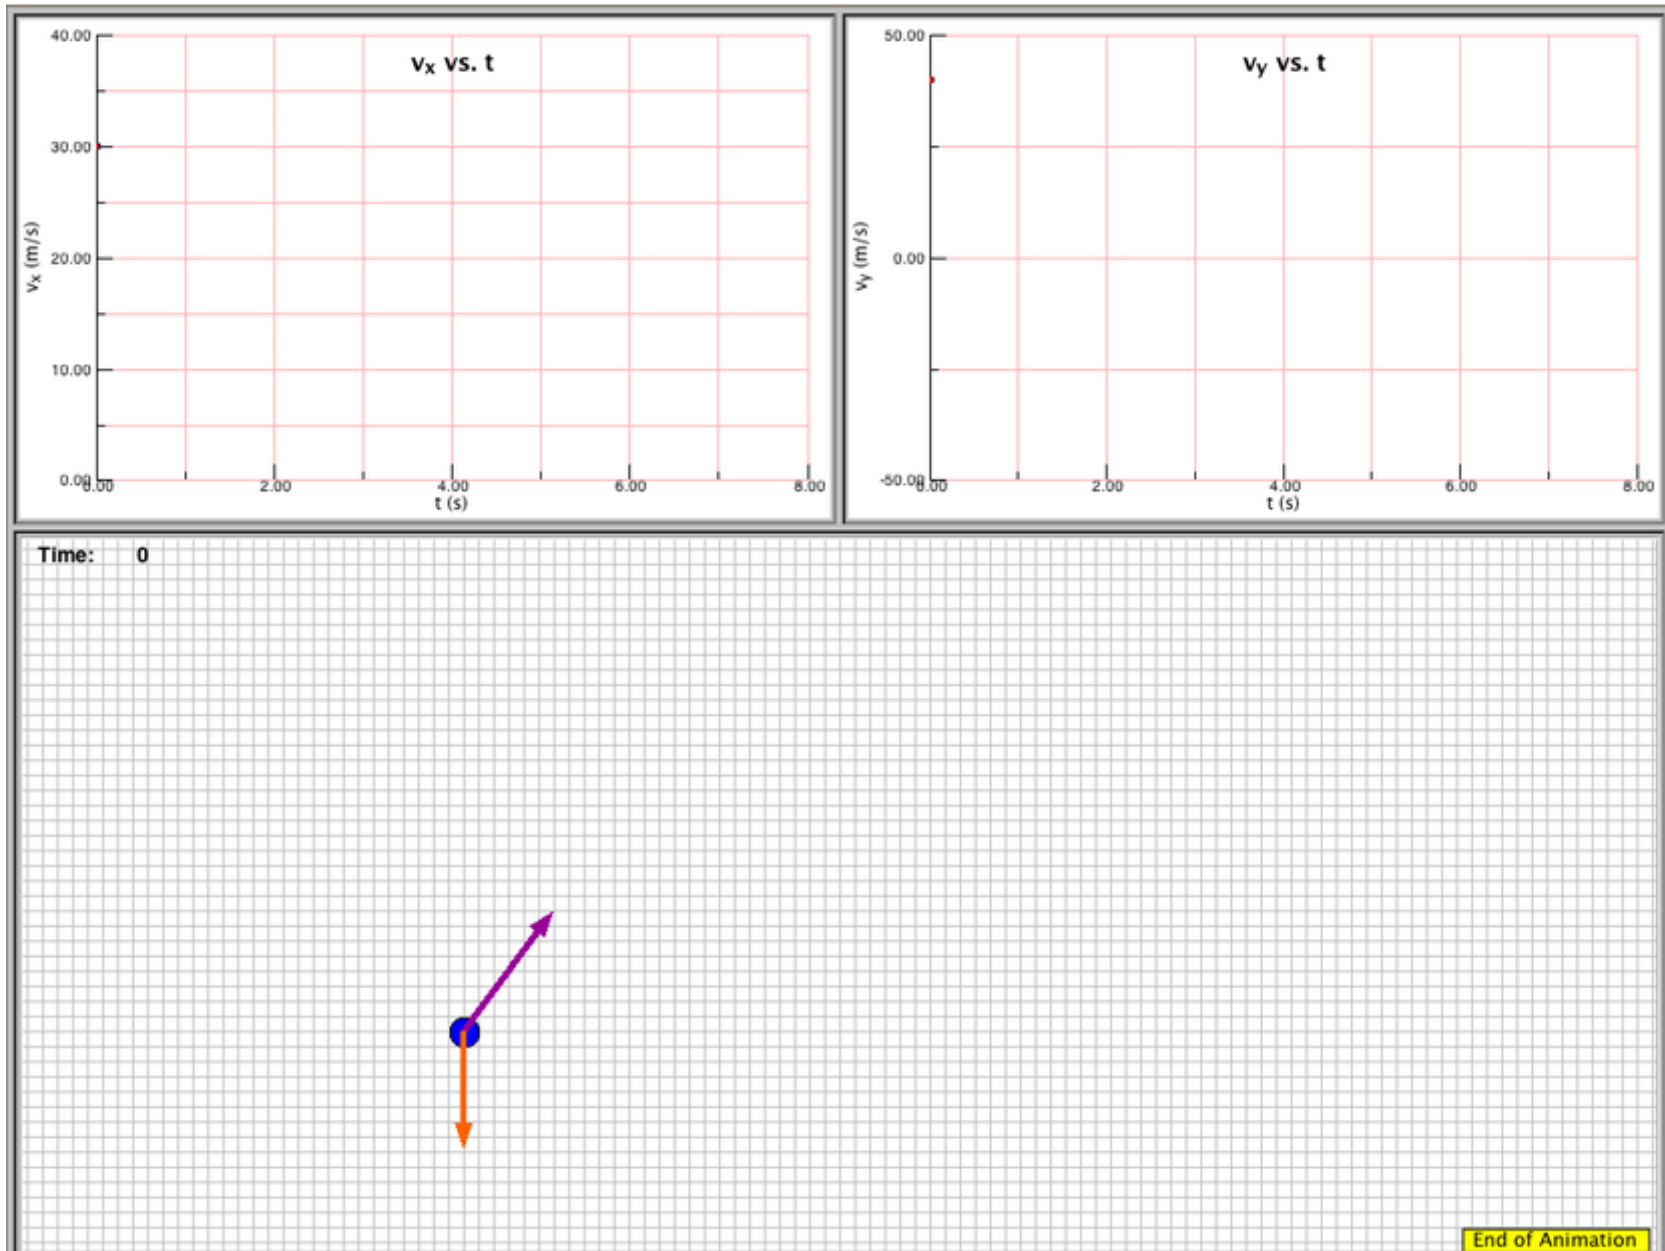 vx vs. t
40.00
30.00
20.00
10.00
0.00
vx (m/s)
0.00 2.00 4.00 6.00 8.00
t (s)
vy vs. t
50.00
0.00
-50.00
vy (m/s)
0.00 2.00 4.00 6.00 8.00
t (s)
Time: 0
End of Animation